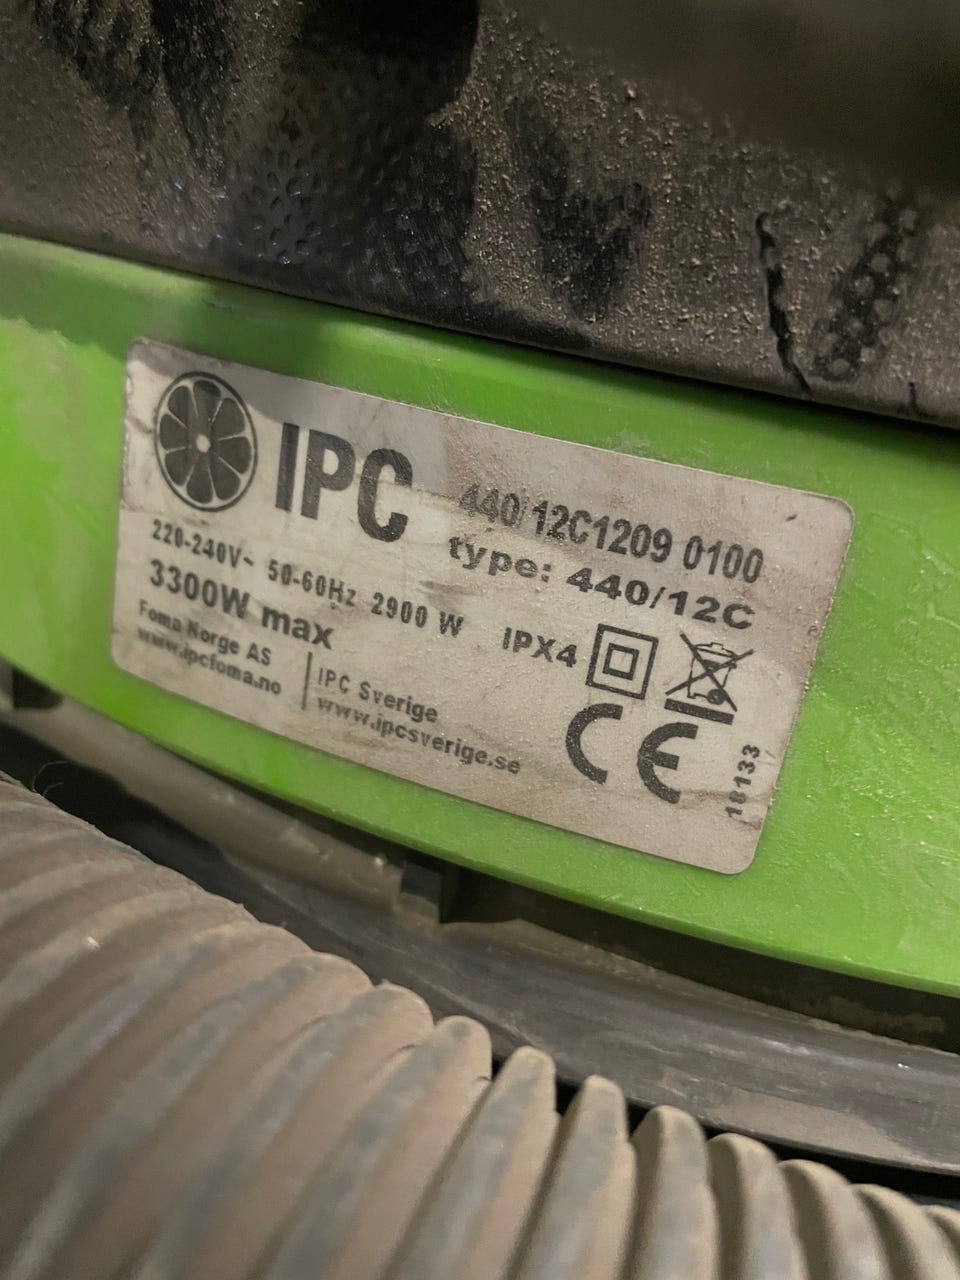 IPC
440/12C1209 0100
type: 440/12C
220-240V~ 50-60Hz 2900 W
3300W max
IPX4
Foma Norge AS
www.ipcfoma.no
IPC Sverige
www.ipcsverige.se
CE
18133